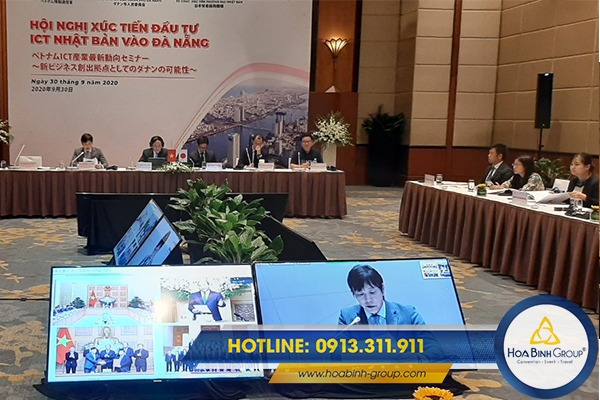 HỘI NGHỊ XÚC TIẾN ĐẦU TƯ
ICT NHẬT BẢN VÀO ĐÀ NẴNG
ベトナムICT産業最新動向セミナー
～新ビジネス創出拠点としてのダナンの可能性～
Ngày 30 tháng 9 năm 2020
2020年9月30日
HOTLINE: 0913.311.911
www.hoabinh-group.com
HOA BINH GROUP®
Convention - Event - Travel